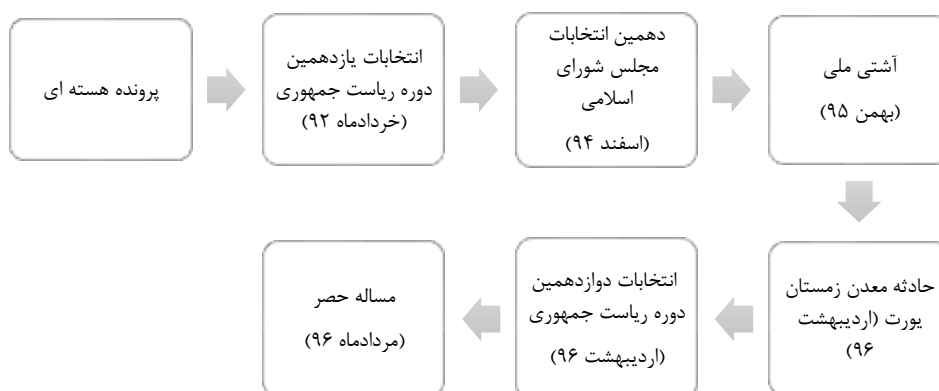 پرونده هسته ای
انتخابات یازدهمین
دوره ریاست جمهوری
(خردادماه ۹۲)
دهمین انتخابات
مجلس شورای
اسلامی
(اسفند ۹۴)
آشتی ملی
(بهمن ۹۵)
حادثه معدن زمستان
یورت (اردیبهشت
۹۶)
انتخابات دوازدهمین
دوره ریاست جمهوری
(اردیبهشت ۹۶)
مساله حصر
(مردادماه ۹۶)